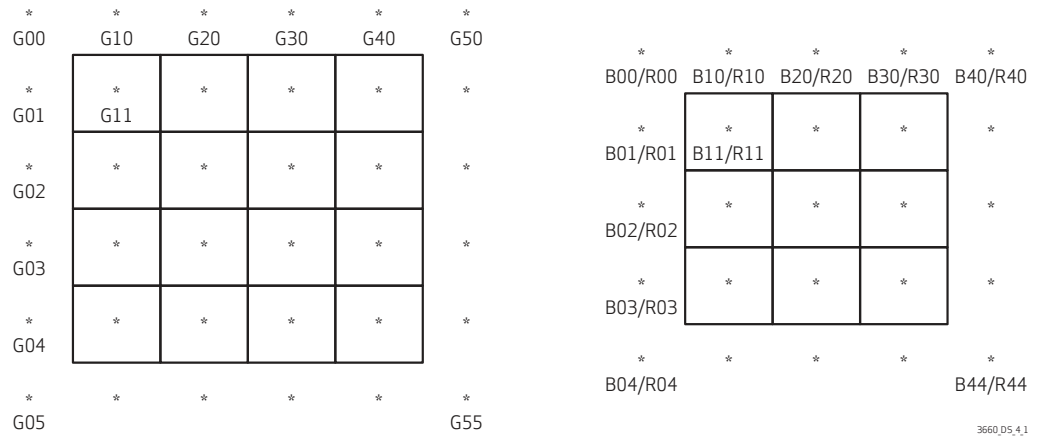 * * * * * *
G00 G10 G20 G30 G40 G50
* * * * * *
G01 G11
* * * * * *
G02
* * * * * *
G03
* * * * * *
G04
* * * * * *
G05 G55
* * * * *
B00/R00 B10/R10 B20/R20 B30/R30 B40/R40
* * * * *
B01/R01 B11/R11
* * * * *
B02/R02
* * * * *
B03/R03
* * * * *
B04/R04 B44/R44
3660_DS_4_1